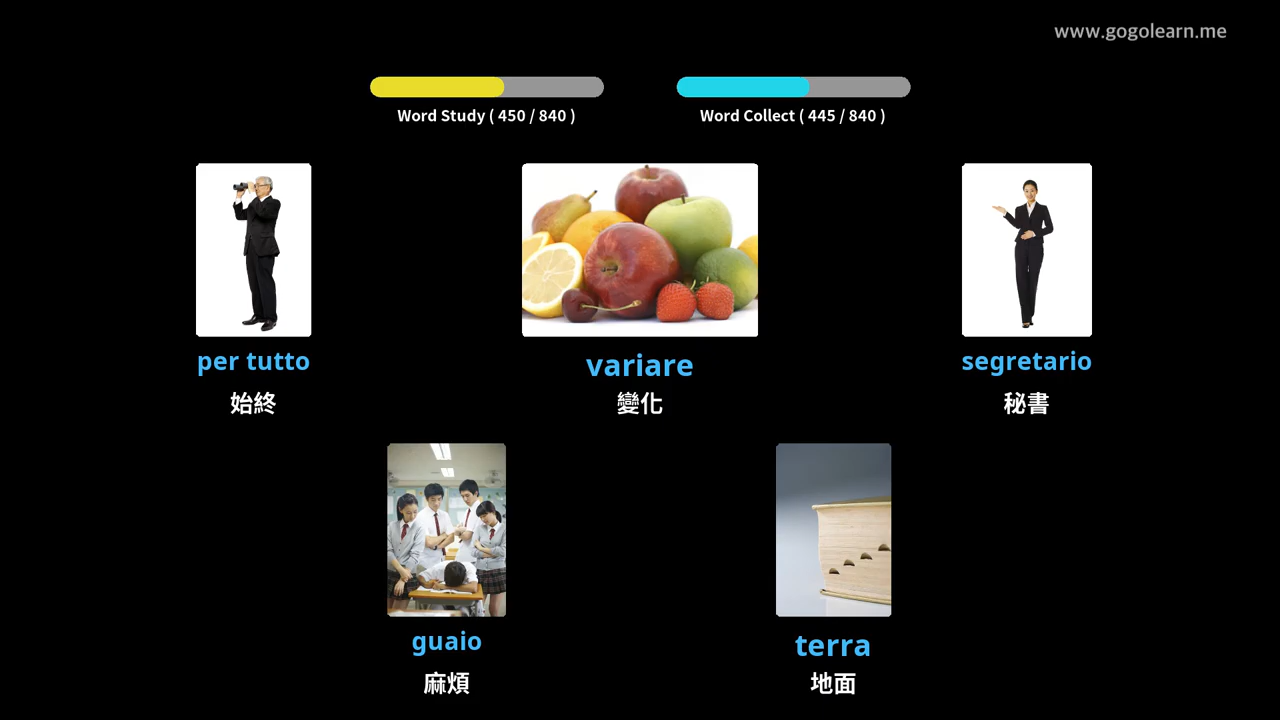 www.gogolearn.me
Word Study ( 450 / 840 )
Word Collect ( 445 / 840 )
per tutto
始終
variare
變化
segretario
秘書
guaio
麻煩
terra
地面